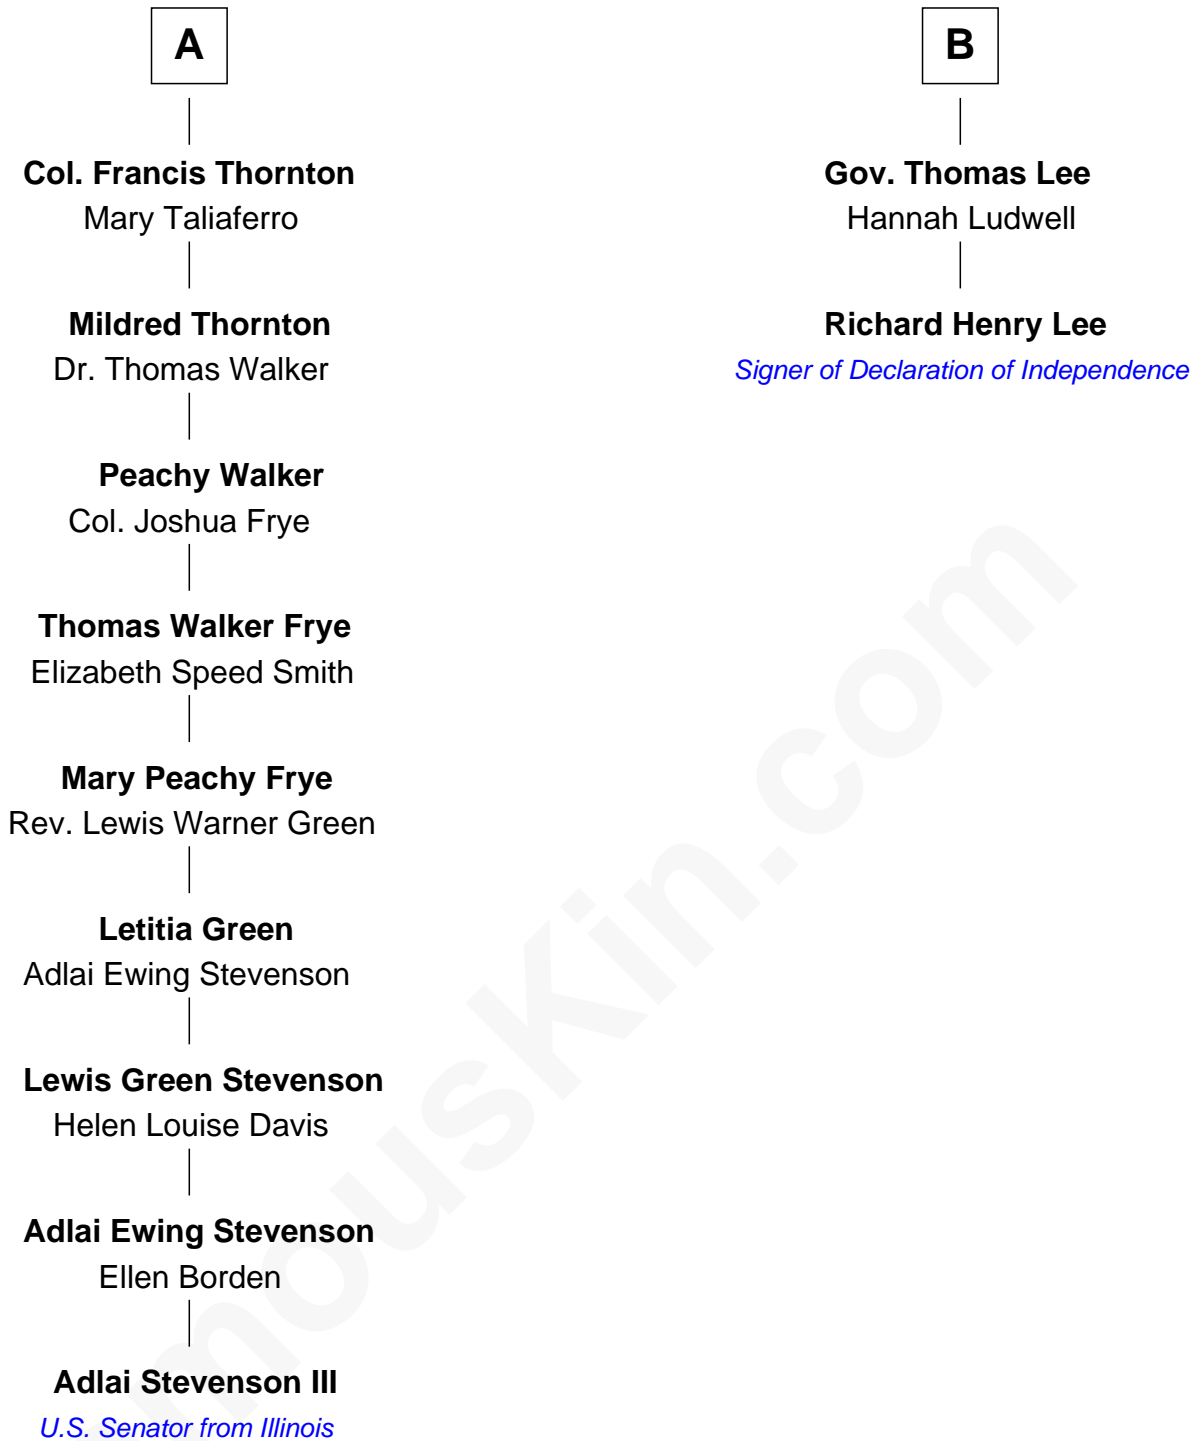 A
Col. Francis Thornton
Mary Taliaferro
Mildred Thornton
Dr. Thomas Walker
Peachy Walker
Col. Joshua Frye
Thomas Walker Frye
Elizabeth Speed Smith
Mary Peachy Frye
Rev. Lewis Warner Green
Letitia Green
Adlai Ewing Stevenson
Lewis Green Stevenson
Helen Louise Davis
Adlai Ewing Stevenson
Ellen Borden
Adlai Stevenson III
U.S. Senator from Illinois
B
Gov. Thomas Lee
Hannah Ludwell
Richard Henry Lee
Signer of Declaration of Independence
mousKin.com